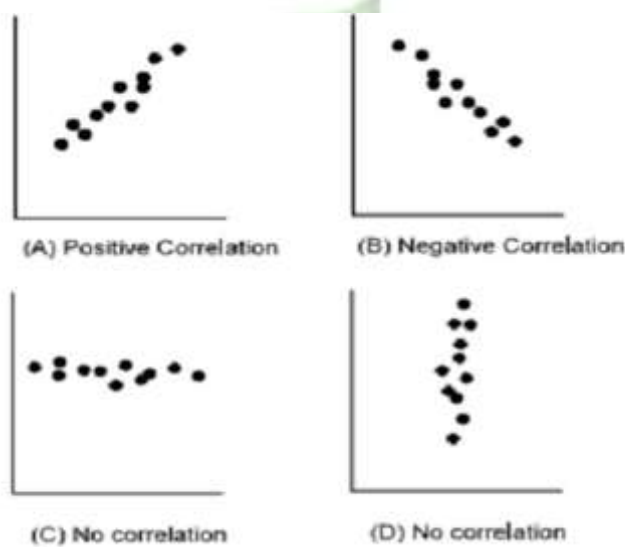 (A) Positive Correlation
(B) Negative Correlation
(C) No correlation
(D) No correlation